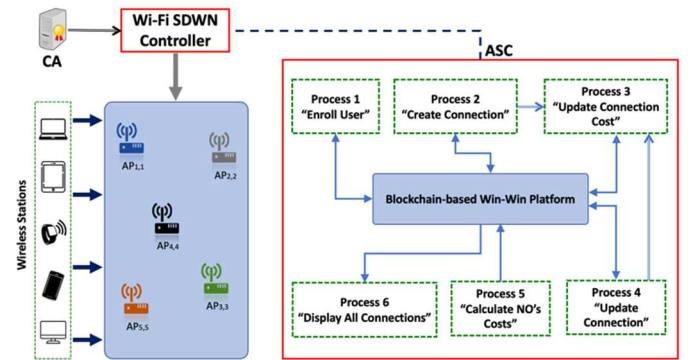 CA
Wi-Fi SDWN
Controller
ASC
Wireless Stations
AP1,1
AP2,2
AP4,4
AP3,3
AP5,5
Process 1
“Enroll User”
Process 2
“Create Connection”
Process 3
“Update Connection
Cost”
Blockchain-based Win-Win Platform
Process 6
“Display All Connections”
Process 5
“Calculate NO’s
Costs”
Process 4
“Update
Connection”